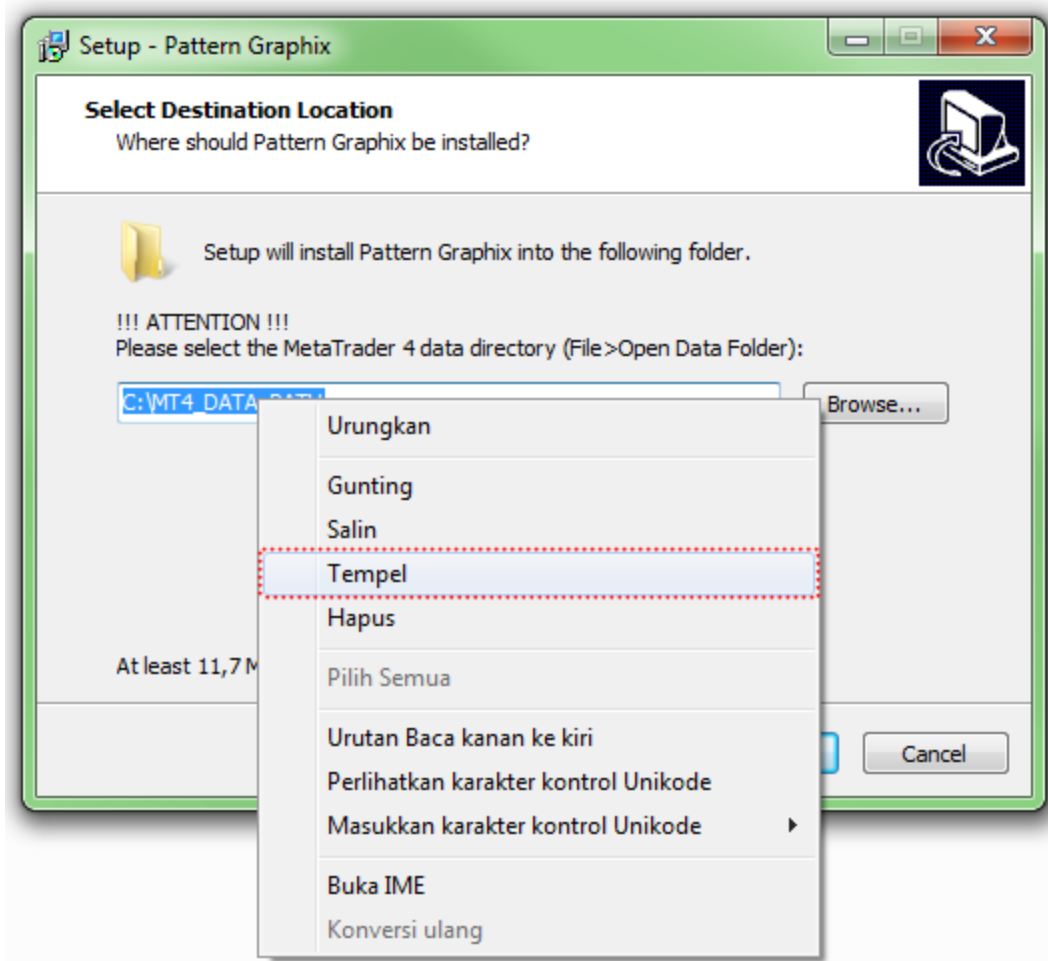 Setup - Pattern Graphix
Select Destination Location
Where should Pattern Graphix be installed?
Setup will install Pattern Graphix into the following folder.
!!! ATTENTION !!!
Please select the MetaTrader 4 data directory (File>Open Data Folder):
C:\MT4_DATA_PATH
Browse...
Urungkan
Gunting
Salin
Tempel
Hapus
At least 11,7 M
Pilih Semua
Urutan Baca kanan ke kiri
Cancel
Perlihatkan karakter kontrol Unikode
Masukkan karakter kontrol Unikode
Buka IME
Konversi ulang